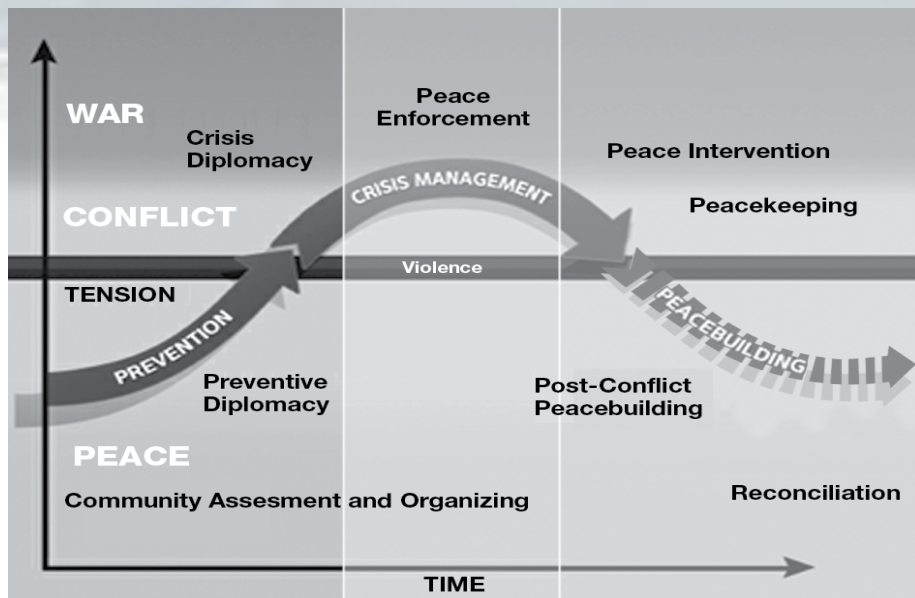 WAR
Crisis
Diplomacy
Peace
Enforcement
Peace Intervention
CRISIS MANAGEMENT
Peacekeeping
CONFLICT
Violence
TENSION
PREVENTION
PEACEBUILDING
Preventive
Diplomacy
Post-Conflict
Peacebuilding
PEACE
Community Assesment and Organizing
Reconciliation
TIME